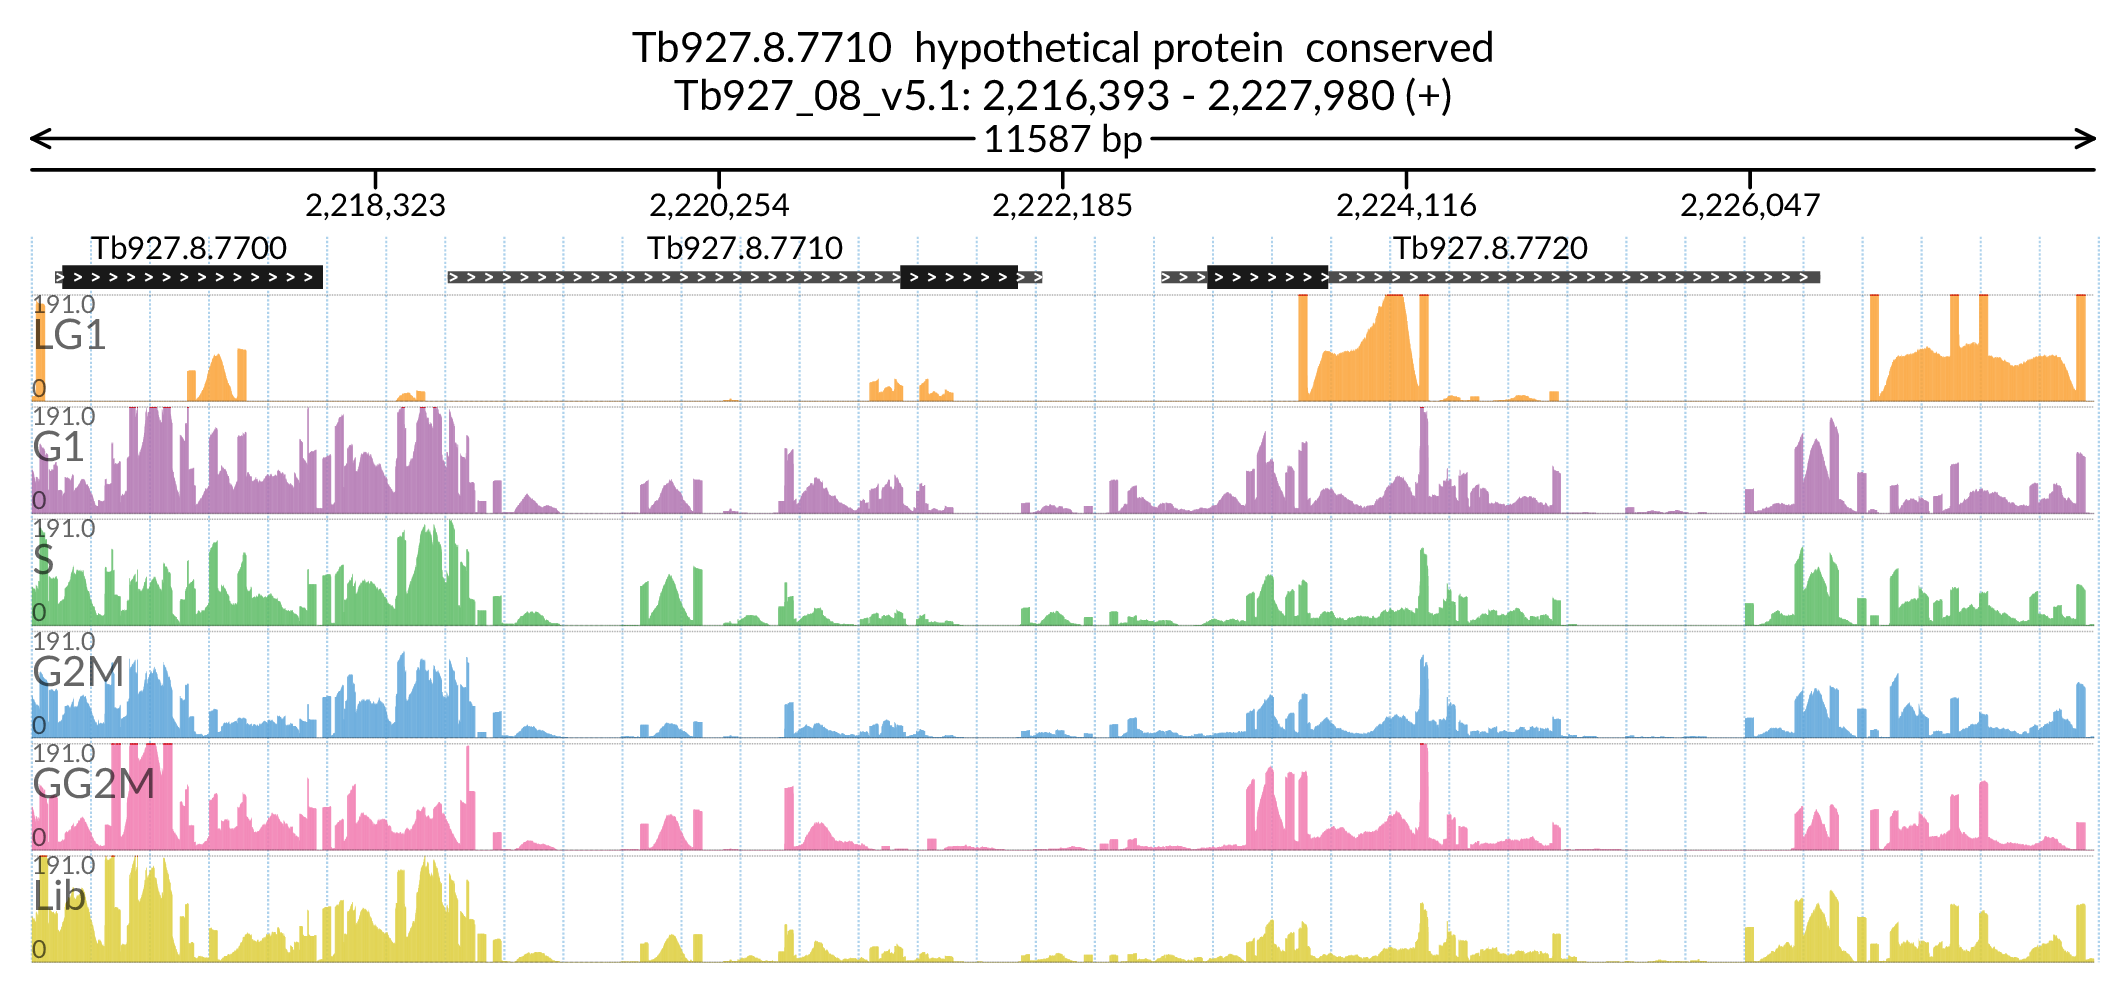 Tb927.8.7710  hypothetical protein  conserved
Tb927_08_v5.1: 2,216,393 - 2,227,980 (+)
11587 bp
2,218,323 2,220,254 2,222,185 2,224,116 2,226,047
Tb927.8.7700 Tb927.8.7710 Tb927.8.7720
191.0
LG1
0
191.0
G1
0
191.0
S
0
191.0
G2M
0
191.0
GG2M
0
191.0
Lib
0